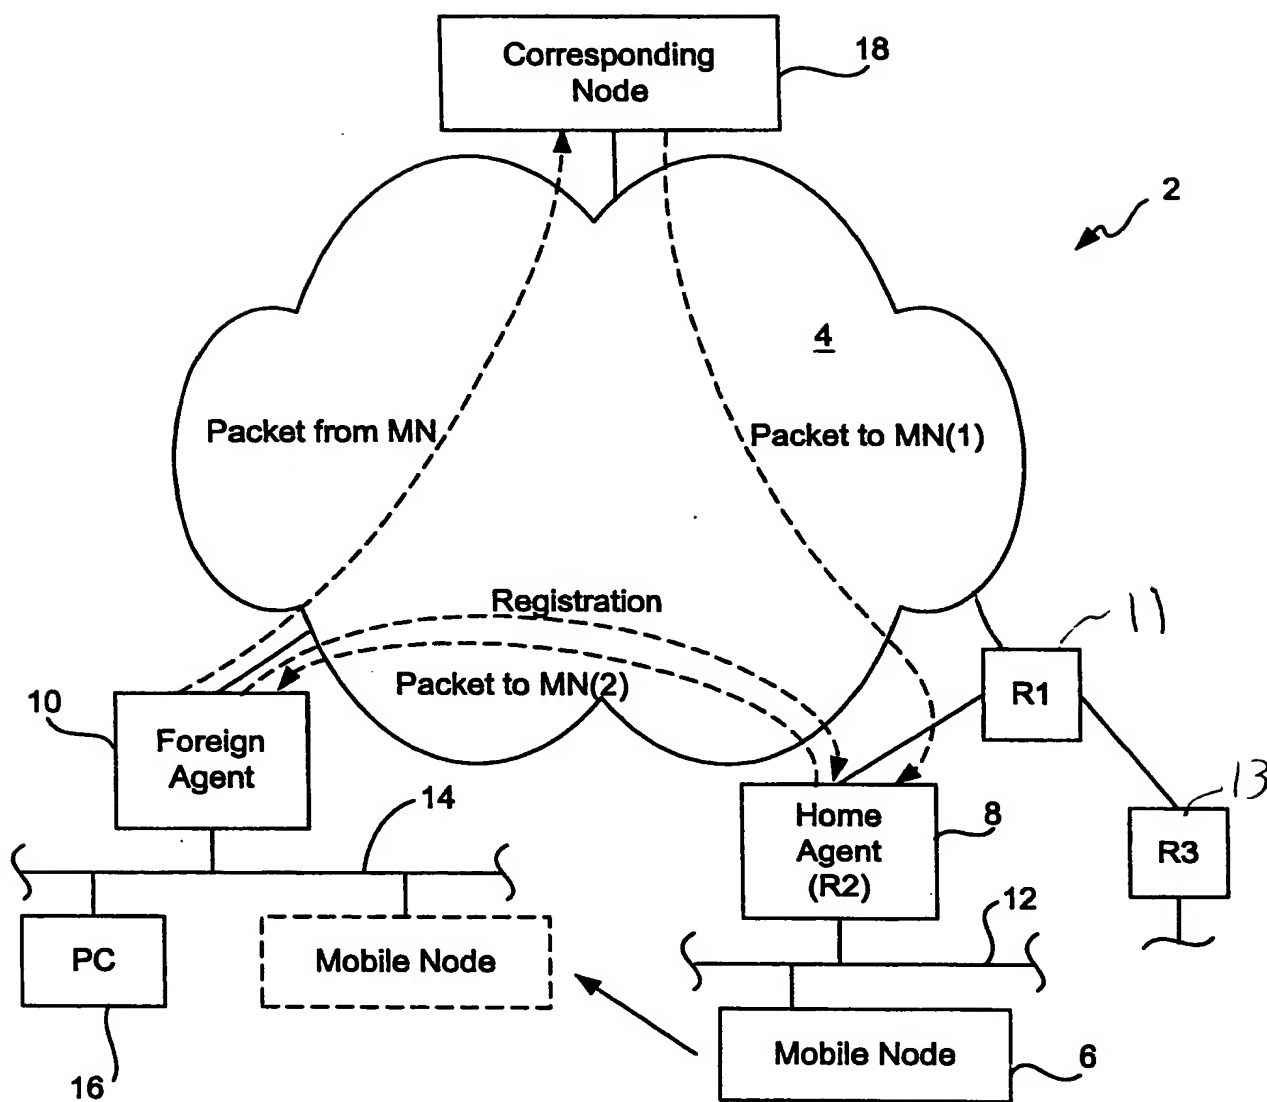 Corresponding
Node
18
2
4
Packet from MN
Packet to MN(1)
Registration
11
R1
Packet to MN(2)
10
Foreign
Agent
14
Home
Agent
(R2)
8
13
R3
12
PC
Mobile Node
16
Mobile Node
6